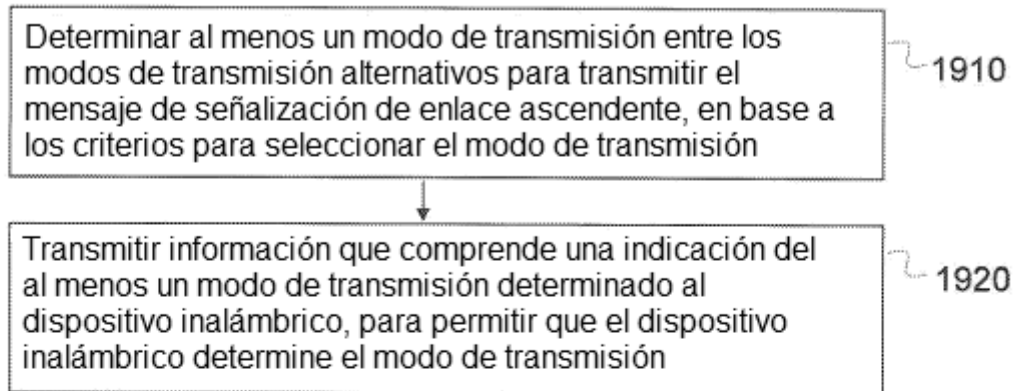 Determinar al menos un modo de transmisión entre los
modos de transmisión alternativos para transmitir el
mensaje de señalización de enlace ascendente, en base a
los criterios para seleccionar el modo de transmisión
1910
Transmitir información que comprende una indicación del
al menos un modo de transmisión determinado al
dispositivo inalámbrico, para permitir que el dispositivo
inalámbrico determine el modo de transmisión
1920